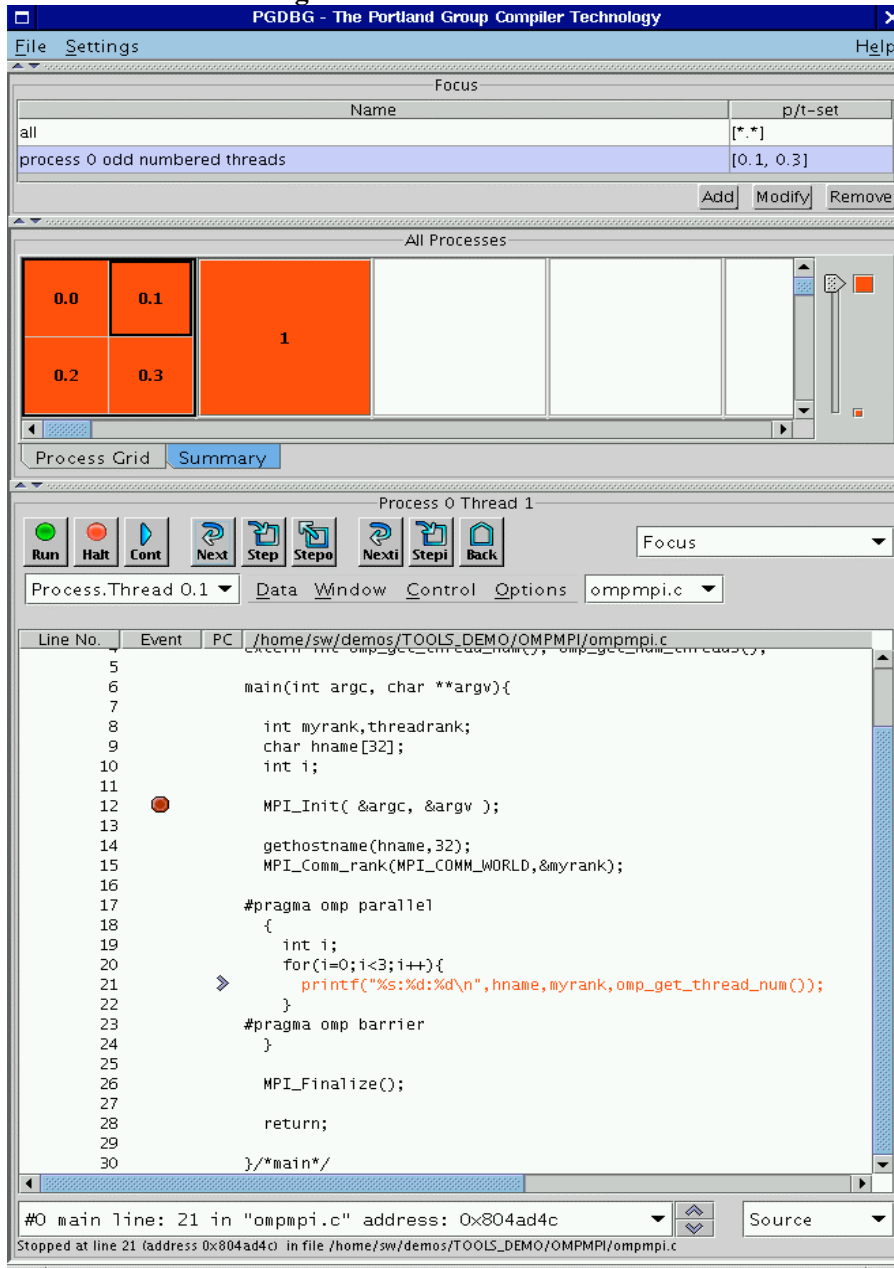 PGDBG - The Portland Group Compiler Technology
File Settings Help
Focus
Name p/t-set
all [*.*]
process 0 odd numbered threads [0.1, 0.3]
Add Modify Remove
All Processes
0.0 0.1
1
0.2 0.3
Process Grid Summary
Process 0 Thread 1
Run Halt Cont Next Step Stepo Nexti Stepi Back Focus
Process.Thread 0.1 Data Window Control Options ompmpi.c
Line No. Event PC /home/sw/demos/TOOLS_DEMO/OMPMPI/ompmpi.c
4 extern int omp_get_thread_num(), omp_get_num_threads();
5
6 main(int argc, char **argv){
7
8 int myrank,threadrank;
9 char hname[32];
10 int i;
11
12 MPI_Init( &argc, &argv );
13
14 gethostname(hname,32);
15 MPI_Comm_rank(MPI_COMM_WORLD,&myrank);
16
17 #pragma omp parallel
18 {
19 int i;
20 for(i=0;i<3;i++){
21 printf("%s:%d:%d\n",hname,myrank,omp_get_thread_num());
22 }
23 #pragma omp barrier
24 }
25
26 MPI_Finalize();
27
28 return;
29
30 }/*main*/
#0 main line: 21 in "ompmpi.c" address: 0x804ad4c Source
Stopped at line 21 (address 0x804ad4c) in file /home/sw/demos/TOOLS_DEMO/OMPMPI/ompmpi.c